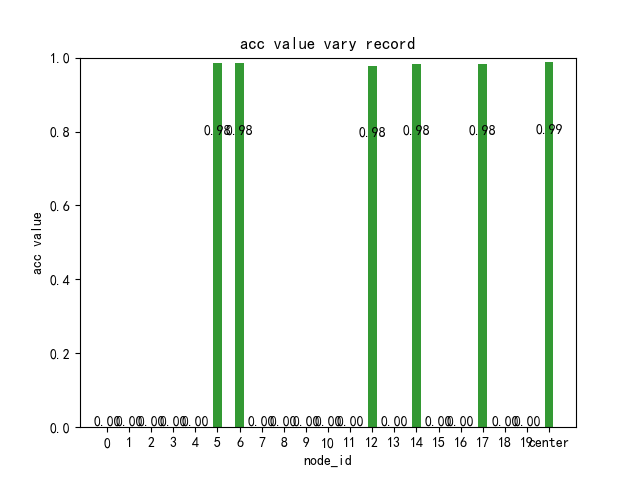 acc value vary record
1.0
0.8
0.6
0.4
0.2
0.0
acc value
0.00 0.00 0.00 0.00 0.00 0.98 0.98 0.00 0.00 0.00 0.00 0.00 0.98 0.00 0.98 0.00 0.00 0.98 0.00 0.00 0.99
0 1 2 3 4 5 6 7 8 9 10 11 12 13 14 15 16 17 18 19 center
node_id